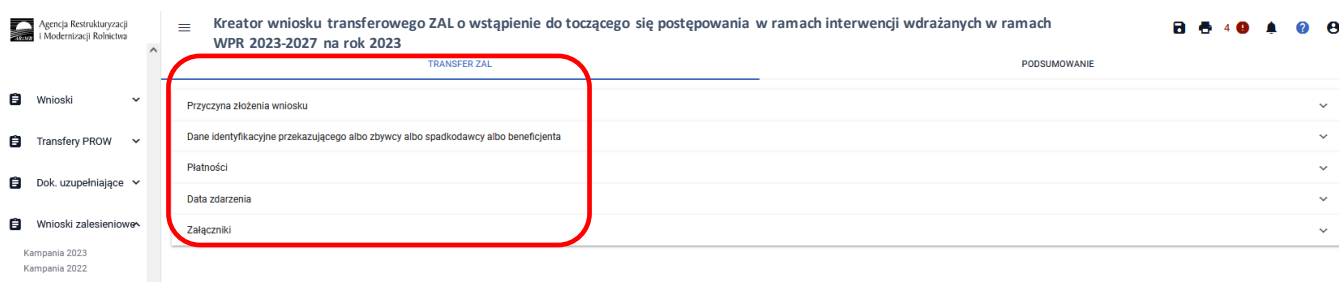 Agencja Restrukturyzacji
i Modernizacji Rolnictwa
Kreator wniosku transferowego ZAL o wstąpienie do toczącego się postępowania w ramach interwencji wdrażanych w ramach
WPR 2023-2027 na rok 2023
4
TRANSFER ZAL
PODSUMOWANIE
Wnioski
Transfery PROW
Dok. uzupełniające
Wnioski zalesieniowe
Kampania 2023
Kampania 2022
Przyczyna złożenia wniosku
Dane identyfikacyjne przekazującego albo zbywcy albo spadkodawcy albo beneficjenta
Płatności
Data zdarzenia
Załączniki